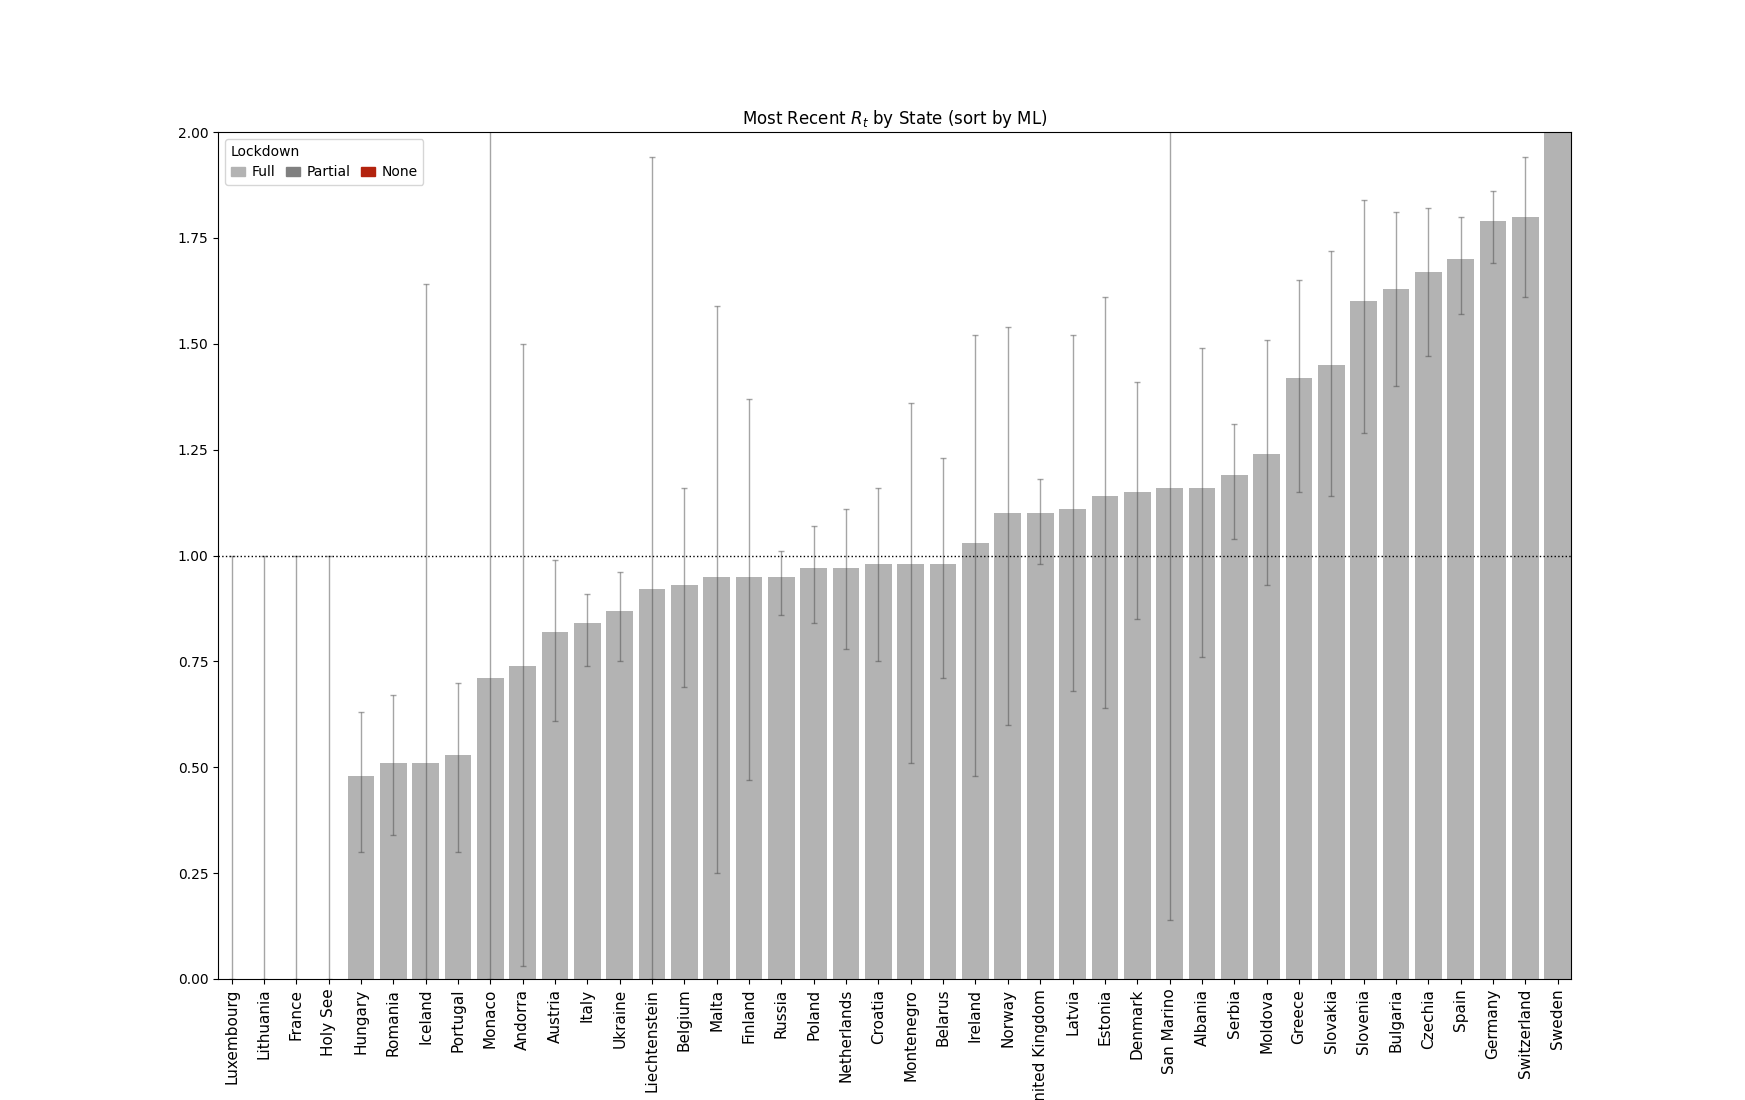 Most Recent Rt by State (sort by ML)
Lockdown
Full Partial None
2.00
1.75
1.50
1.25
1.00
0.75
0.50
0.25
0.00
Luxembourg
Lithuania
France
Holy See
Hungary
Romania
Iceland
Portugal
Monaco
Andorra
Austria
Italy
Ukraine
Liechtenstein
Belgium
Malta
Finland
Russia
Poland
Netherlands
Croatia
Montenegro
Belarus
Ireland
Norway
nited Kingdom
Latvia
Estonia
Denmark
San Marino
Albania
Serbia
Moldova
Greece
Slovakia
Slovenia
Bulgaria
Czechia
Spain
Germany
Switzerland
Sweden